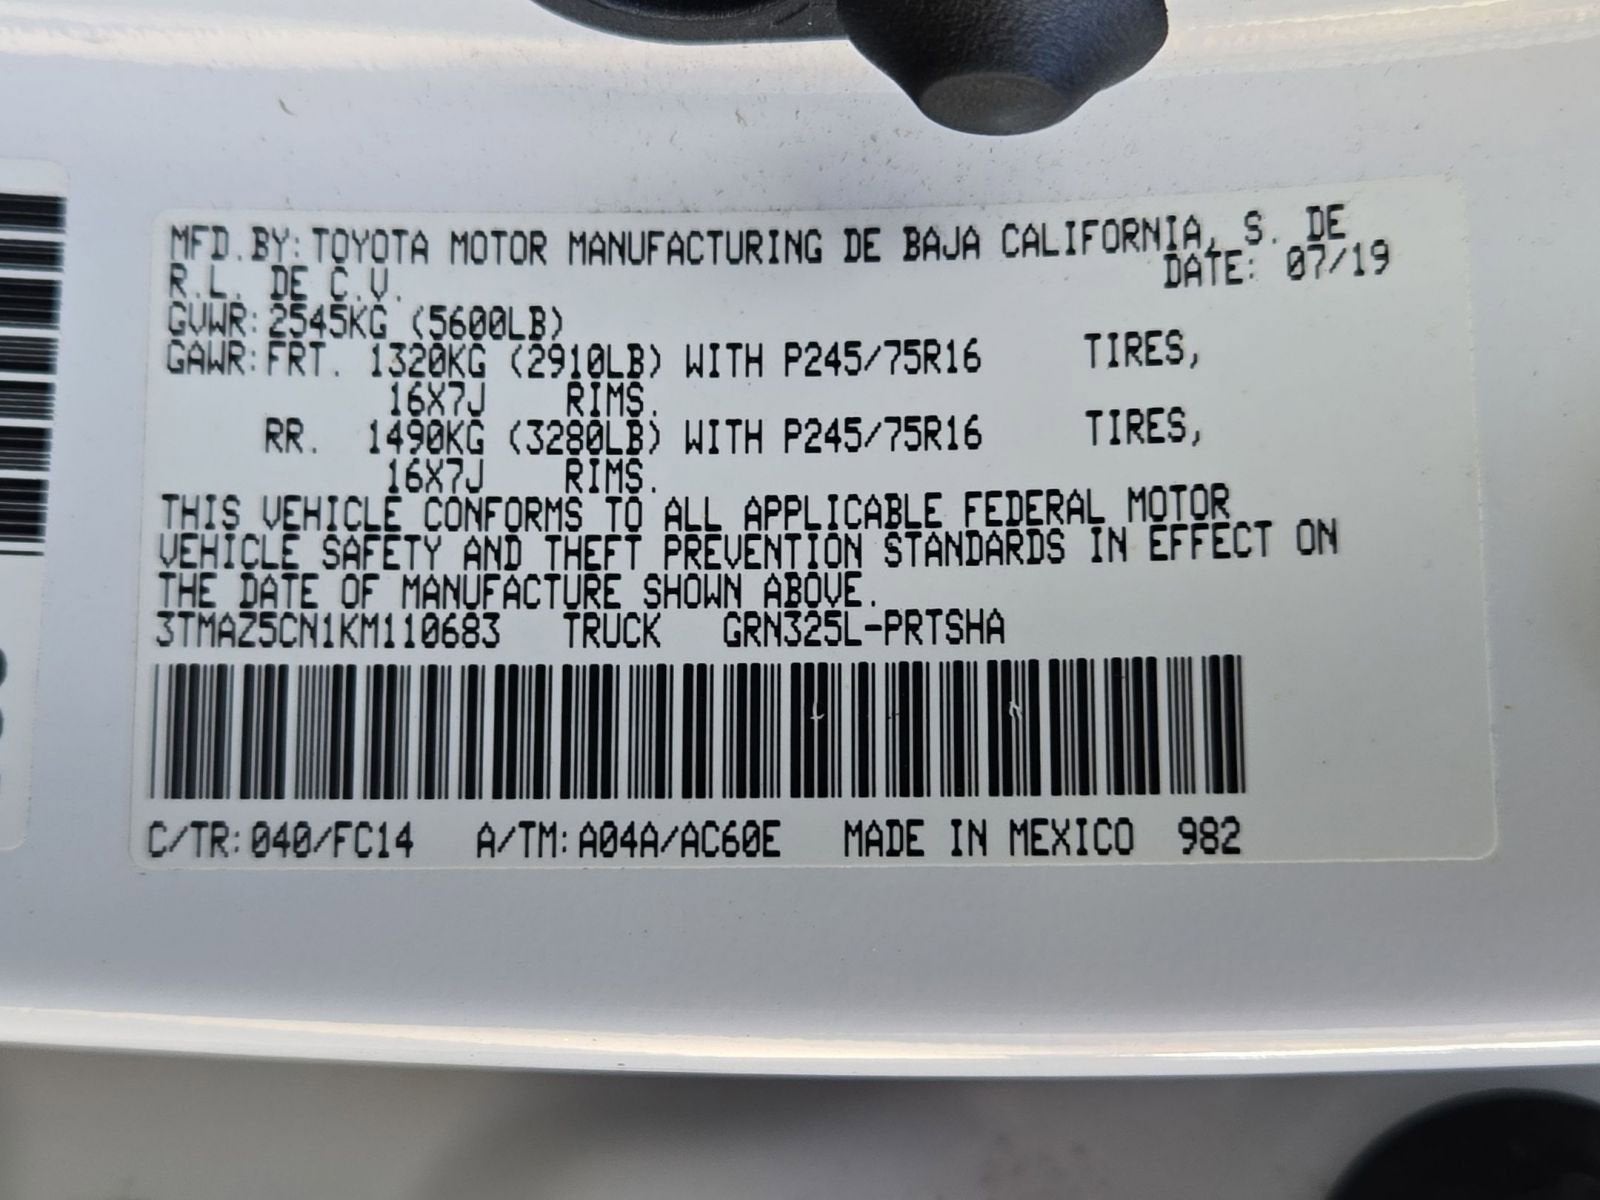 MFD.BY: TOYOTA MOTOR MANUFACTURING DE BAJA CALIFORNIA, S. DE
R.L. DE C.V. DATE: 07/19
GVWR: 2545KG (5600LB)
GAWR: FRT. 1320KG (2910LB) WITH P245/75R16 TIRES,
16X7J RIMS.
RR. 1490KG (3280LB) WITH P245/75R16 TIRES,
16X7J RIMS.
THIS VEHICLE CONFORMS TO ALL APPLICABLE FEDERAL MOTOR
VEHICLE SAFETY AND THEFT PREVENTION STANDARDS IN EFFECT ON
THE DATE OF MANUFACTURE SHOWN ABOVE.
3TMAZ5CN1KM110683 TRUCK GRN325L-PRTSHA
C/TR: 040/FC14 A/TM: A04A/AC60E MADE IN MEXICO 982